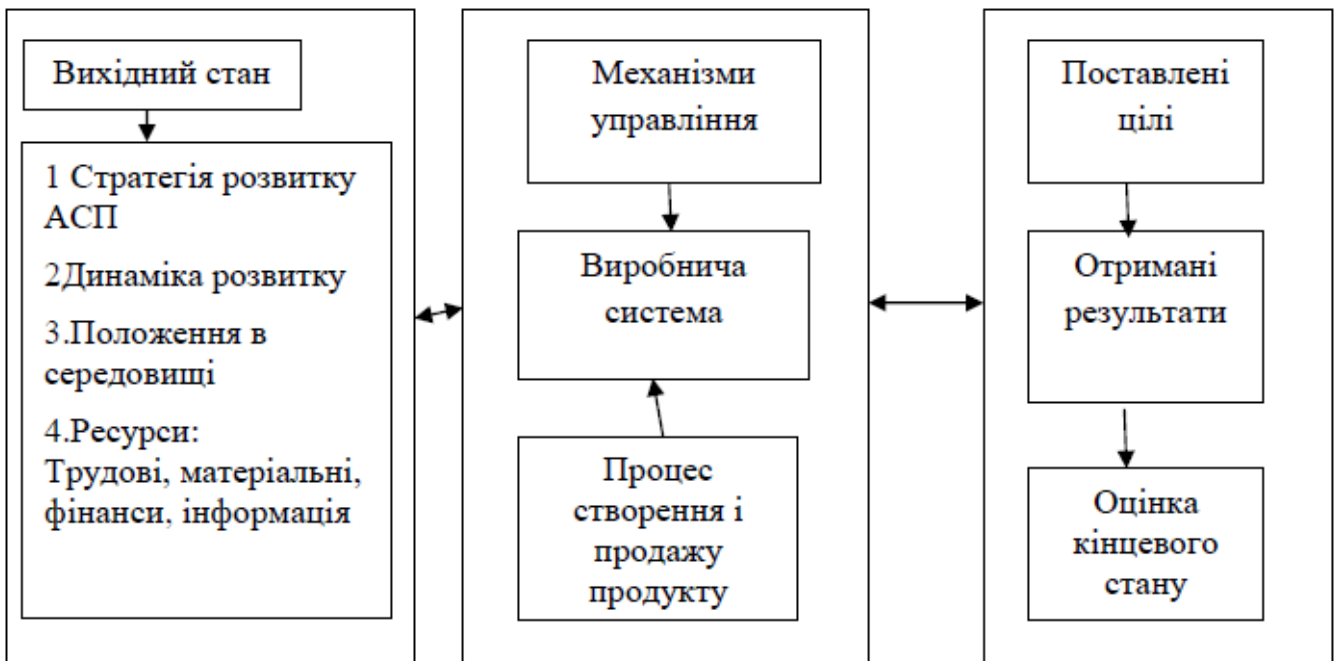 Вихідний стан
1 Стратегія розвитку
АСП
2Динаміка розвитку
3.Положення в
середовищі
4.Ресурси:
Трудові, матеріальні,
фінанси, інформація
Механізми
управління
Виробнича
система
Процес
створення і
продажу
продукту
Поставлені
цілі
Отримані
результати
Оцінка
кінцевого
стану